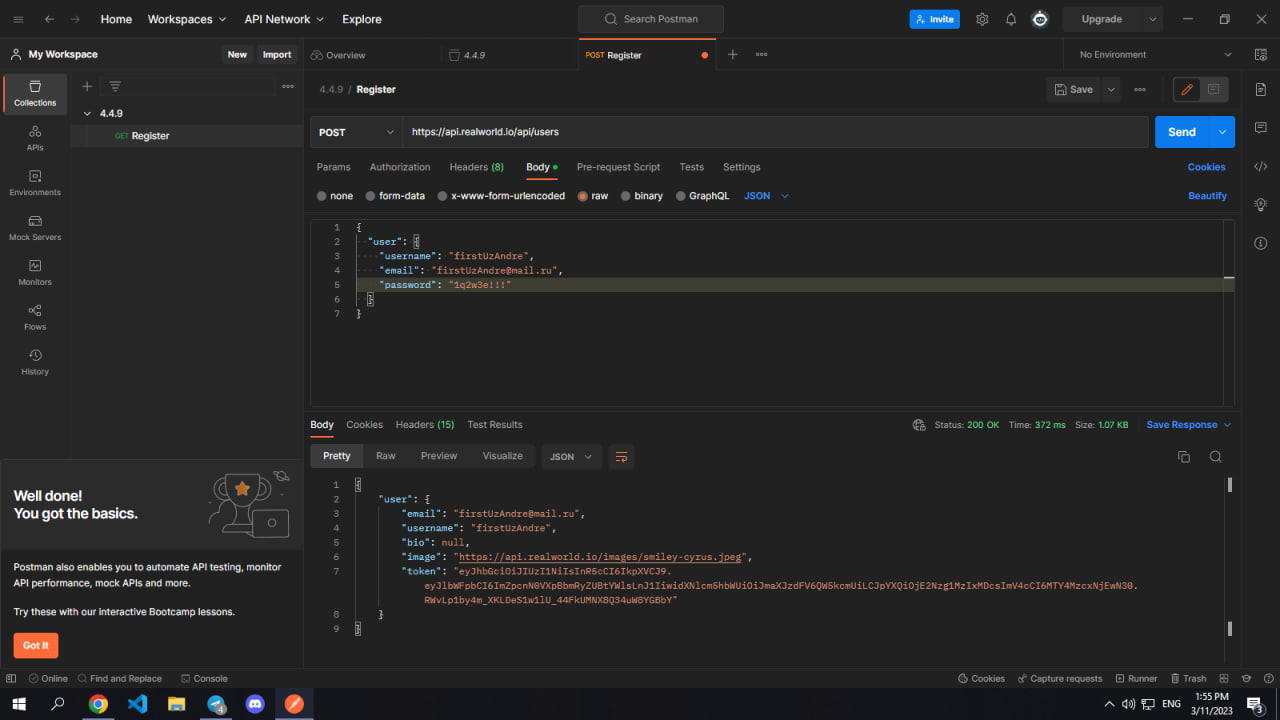 Home Workspaces API Network Explore Search Postman Invite Upgrade
My Workspace New Import Overview 4.4.9 POST Register No Environment
Collections
APIs
Environments
Mock Servers
Monitors
Flows
History
4.4.9
GET Register
4.4.9 / Register Save
POST https://api.realworld.io/api/users Send
Params Authorization Headers (8) Body Pre-request Script Tests Settings Cookies
none form-data x-www-form-urlencoded raw binary GraphQL JSON Beautify
1 {
2 "user": {
3 "username": "firstUzAndre",
4 "email": "firstUzAndre@mail.ru",
5 "password": "1q2w3e!!!"
6 }
7 }
Body Cookies Headers (15) Test Results Status: 200 OK Time: 372 ms Size: 1.07 KB Save Response
Pretty Raw Preview Visualize JSON
1 {
2 "user": {
3 "email": "firstUzAndre@mail.ru",
4 "username": "firstUzAndre",
5 "bio": null,
6 "image": "https://api.realworld.io/images/smiley-cyrus.jpeg",
7 "token": "eyJhbGciOiJIUzI1NiIsInR5cCI6IkpXVCJ9.
8 }
9 }
Well done!
You got the basics.
Postman also enables you to automate API testing, monitor
API performance, mock APIs and more.
Try these with our interactive Bootcamp lessons.
Got It
Online Find and Replace Console Cookies Capture requests Runner Trash
4 ENG 1:55 PM
3/11/2023 3